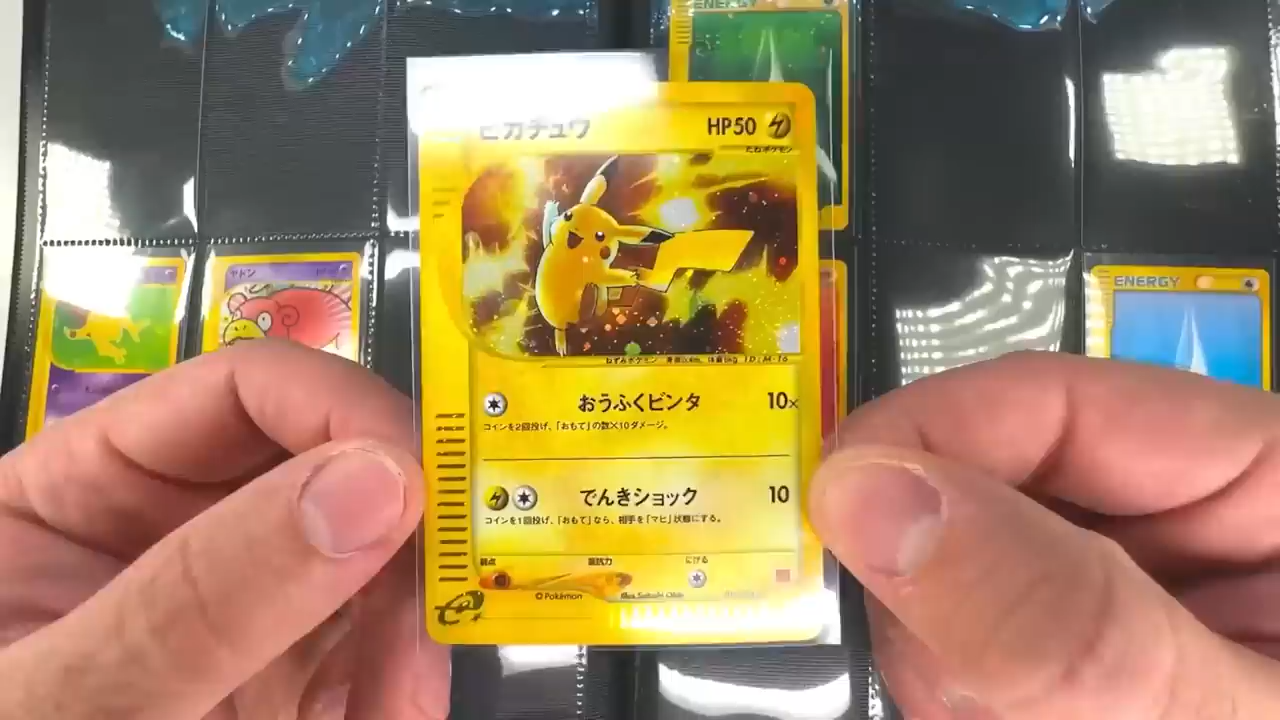 ENERGY
ピカチュウ HP50
たねポケモン
ヤドン
ENERGY
おうふくビンタ 10×
コインを2回投げ、「おもて」の数×10ダメージ。
でんきショック 10
コインを1回投げ、「おもて」なら、相手を「マヒ」状態にする。
弱点 抵抗力 にげる
©Pokémon
e